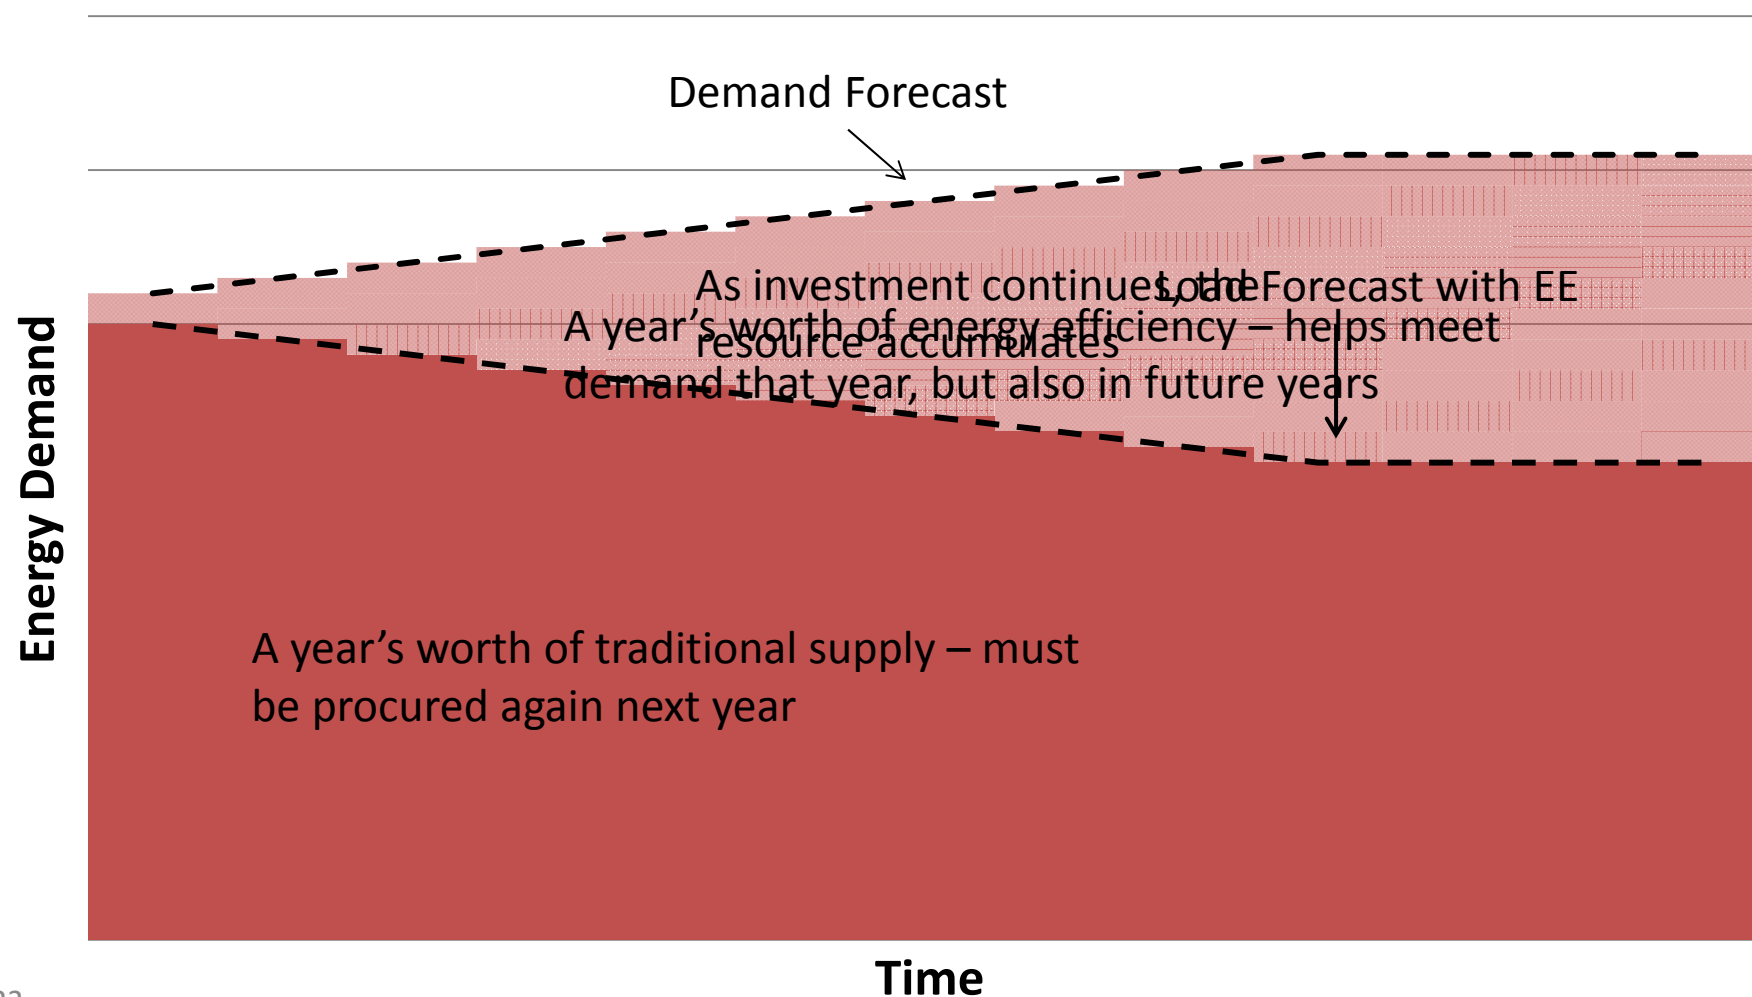 Demand Forecast
As investment continues, the
resource accumulates
Load Forecast with EE
A year’s worth of energy efficiency – helps meet
demand that year, but also in future years
A year’s worth of traditional supply – must
be procured again next year
Energy Demand
Time